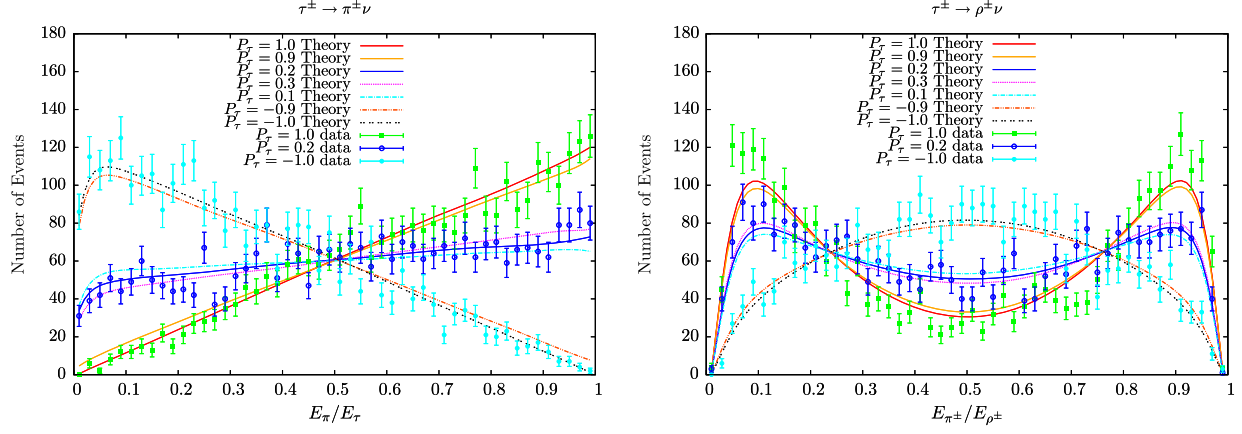 τ± → π±ν
Number of Events
180
160
140
120
100
80
60
40
20
0
Pτ = 1.0 Theory
Pτ = 0.9 Theory
Pτ = 0.2 Theory
Pτ = 0.3 Theory
Pτ = 0.1 Theory
Pτ = −0.9 Theory
Pτ = −1.0 Theory
Pτ = 1.0 data
Pτ = 0.2 data
Pτ = −1.0 data
0 0.1 0.2 0.3 0.4 0.5 0.6 0.7 0.8 0.9 1
Eπ/Eτ
τ± → ρ±ν
Number of Events
180
160
140
120
100
80
60
40
20
0
Pτ = 1.0 Theory
Pτ = 0.9 Theory
Pτ = 0.2 Theory
Pτ = 0.3 Theory
Pτ = 0.1 Theory
Pτ = −0.9 Theory
Pτ = −1.0 Theory
Pτ = 1.0 data
Pτ = 0.2 data
Pτ = −1.0 data
0 0.1 0.2 0.3 0.4 0.5 0.6 0.7 0.8 0.9 1
Eπ±/Eρ±